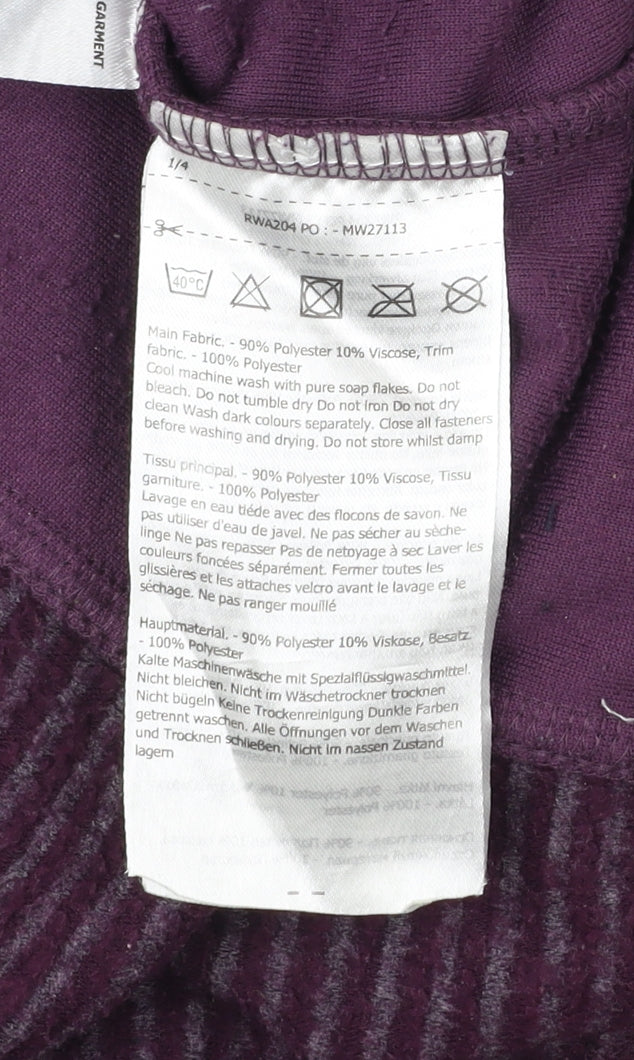 GARMENT
1/4
RWA204 PO : - MW27113
40°C
Main Fabric. - 90% Polyester 10% Viscose, Trim
fabric. - 100% Polyester
Cool machine wash with pure soap flakes. Do not
bleach. Do not tumble dry Do not iron Do not dry
clean Wash dark colours separately. Close all fasteners
before washing and drying. Do not store whilst damp
Tissu principal. - 90% Polyester 10% Viscose, Tissu
garniture. - 100% Polyester
Lavage en eau tiéde avec des flocons de savon. Ne
pas utiliser d'eau de javel. Ne pas sécher au sèche-
linge Ne pas repasser Pas de netoyage à sec Laver les
couleurs foncées séparément. Fermer toutes les
glissières et les attaches velcro avant le lavage et le
séchage. Ne pas ranger mouillé
Hauptmaterial. - 90% Polyester 10% Viskose, Besatz
- 100% Polyester
Kalte Maschinenwäsche mit Spezialflüssigwaschmittel.
Nicht bleichen. Nicht im Wäschetrockner trocknen
Nicht bügeln Keine Trockenreinigung Dunkle Farben
getrennt waschen. Alle Öffnungen vor dem Waschen
und Trocknen schließen. Nicht im nassen Zustand
lagern